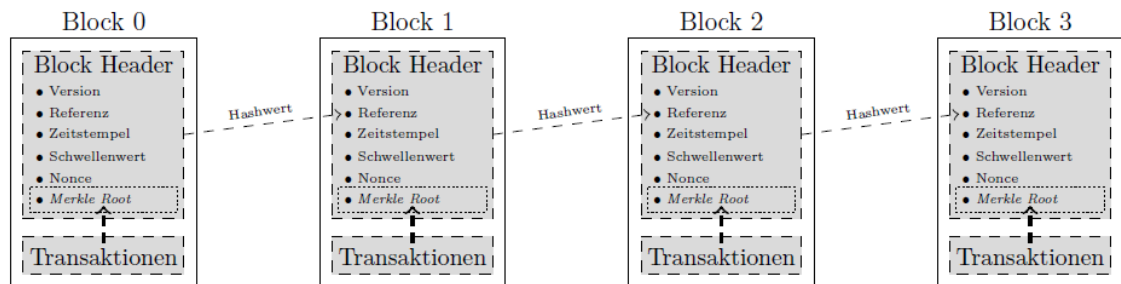 Block 0
Block Header
• Version
• Referenz
• Zeitstempel
• Schwellenwert
• Nonce
• Merkle Root
Transaktionen
Hashwert
Block 1
Block Header
• Version
• Referenz
• Zeitstempel
• Schwellenwert
• Nonce
• Merkle Root
Transaktionen
Hashwert
Block 2
Block Header
• Version
• Referenz
• Zeitstempel
• Schwellenwert
• Nonce
• Merkle Root
Transaktionen
Hashwert
Block 3
Block Header
• Version
• Referenz
• Zeitstempel
• Schwellenwert
• Nonce
• Merkle Root
Transaktionen